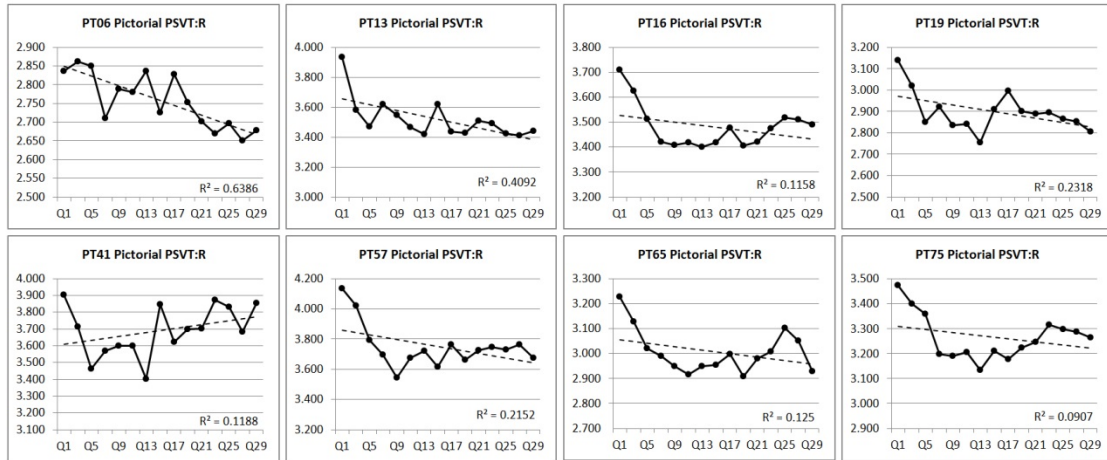 PT06 Pictorial PSVT:R
2.900
2.850
2.800
2.750
2.700
2.650
2.600
2.550
2.500
R² = 0.6386
Q1 Q5 Q9 Q13 Q17 Q21 Q25 Q29
PT13 Pictorial PSVT:R
4.000
3.800
3.600
3.400
3.200
3.000
R² = 0.4092
Q1 Q5 Q9 Q13 Q17 Q21 Q25 Q29
PT16 Pictorial PSVT:R
3.800
3.700
3.600
3.500
3.400
3.300
3.200
R² = 0.1158
Q1 Q5 Q9 Q13 Q17 Q21 Q25 Q29
PT19 Pictorial PSVT:R
3.200
3.100
3.000
2.900
2.800
2.700
2.600
2.500
R² = 0.2318
Q1 Q5 Q9 Q13 Q17 Q21 Q25 Q29
PT41 Pictorial PSVT:R
4.000
3.900
3.800
3.700
3.600
3.500
3.400
3.300
3.200
3.100
R² = 0.1188
Q1 Q5 Q9 Q13 Q17 Q21 Q25 Q29
PT57 Pictorial PSVT:R
4.200
4.000
3.800
3.600
3.400
3.200
R² = 0.2152
Q1 Q5 Q9 Q13 Q17 Q21 Q25 Q29
PT65 Pictorial PSVT:R
3.300
3.200
3.100
3.000
2.900
2.800
2.700
R² = 0.125
Q1 Q5 Q9 Q13 Q17 Q21 Q25 Q29
PT75 Pictorial PSVT:R
3.500
3.400
3.300
3.200
3.100
3.000
2.900
R² = 0.0907
Q1 Q5 Q9 Q13 Q17 Q21 Q25 Q29